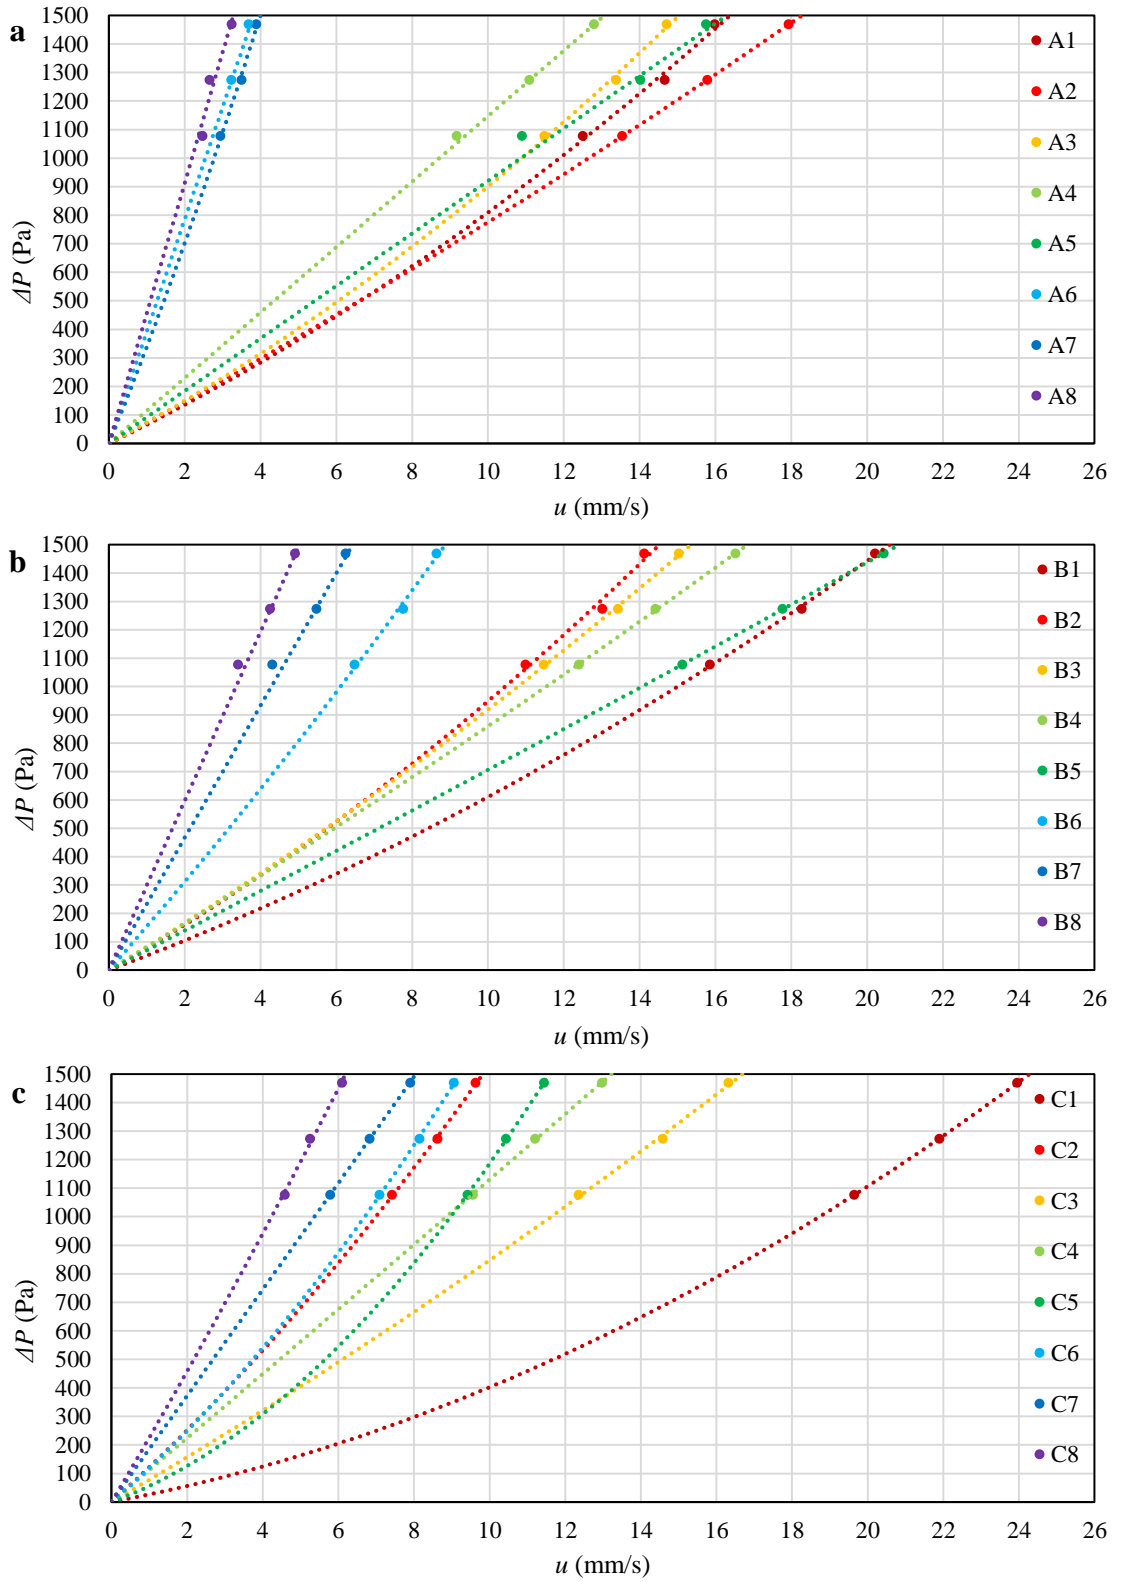 a
1500
1400
1300
1200
1100
1000
900
800
700
600
500
400
300
200
100
0
ΔP (Pa)
0 2 4 6 8 10 12 14 16 18 20 22 24 26
u (mm/s)
A1
A2
A3
A4
A5
A6
A7
A8
b
1500
1400
1300
1200
1100
1000
900
800
700
600
500
400
300
200
100
0
ΔP (Pa)
0 2 4 6 8 10 12 14 16 18 20 22 24 26
u (mm/s)
B1
B2
B3
B4
B5
B6
B7
B8
c
1500
1400
1300
1200
1100
1000
900
800
700
600
500
400
300
200
100
0
ΔP (Pa)
0 2 4 6 8 10 12 14 16 18 20 22 24 26
u (mm/s)
C1
C2
C3
C4
C5
C6
C7
C8